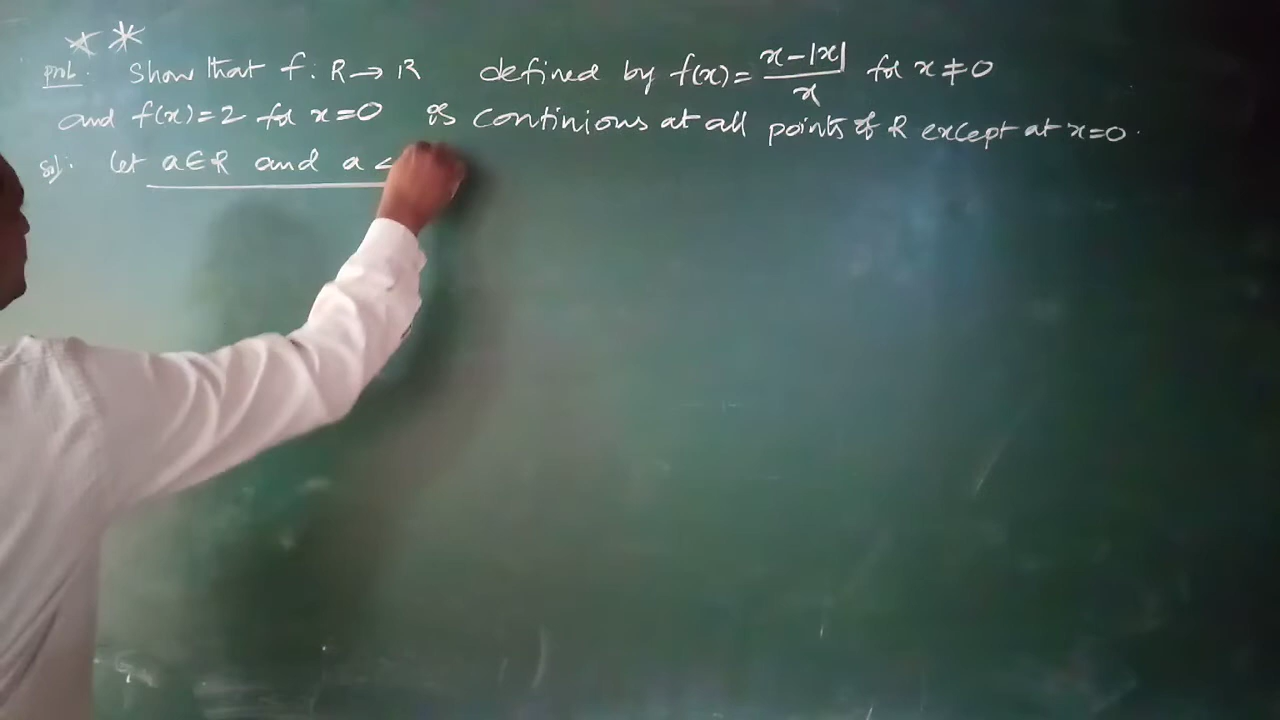 prob. Show that f: R→R defined by f(x)= x-|x|/x for x≠0
and f(x)=2 for x=0 is continious at all points of R except at x=0.
sol: let a∈R and a <